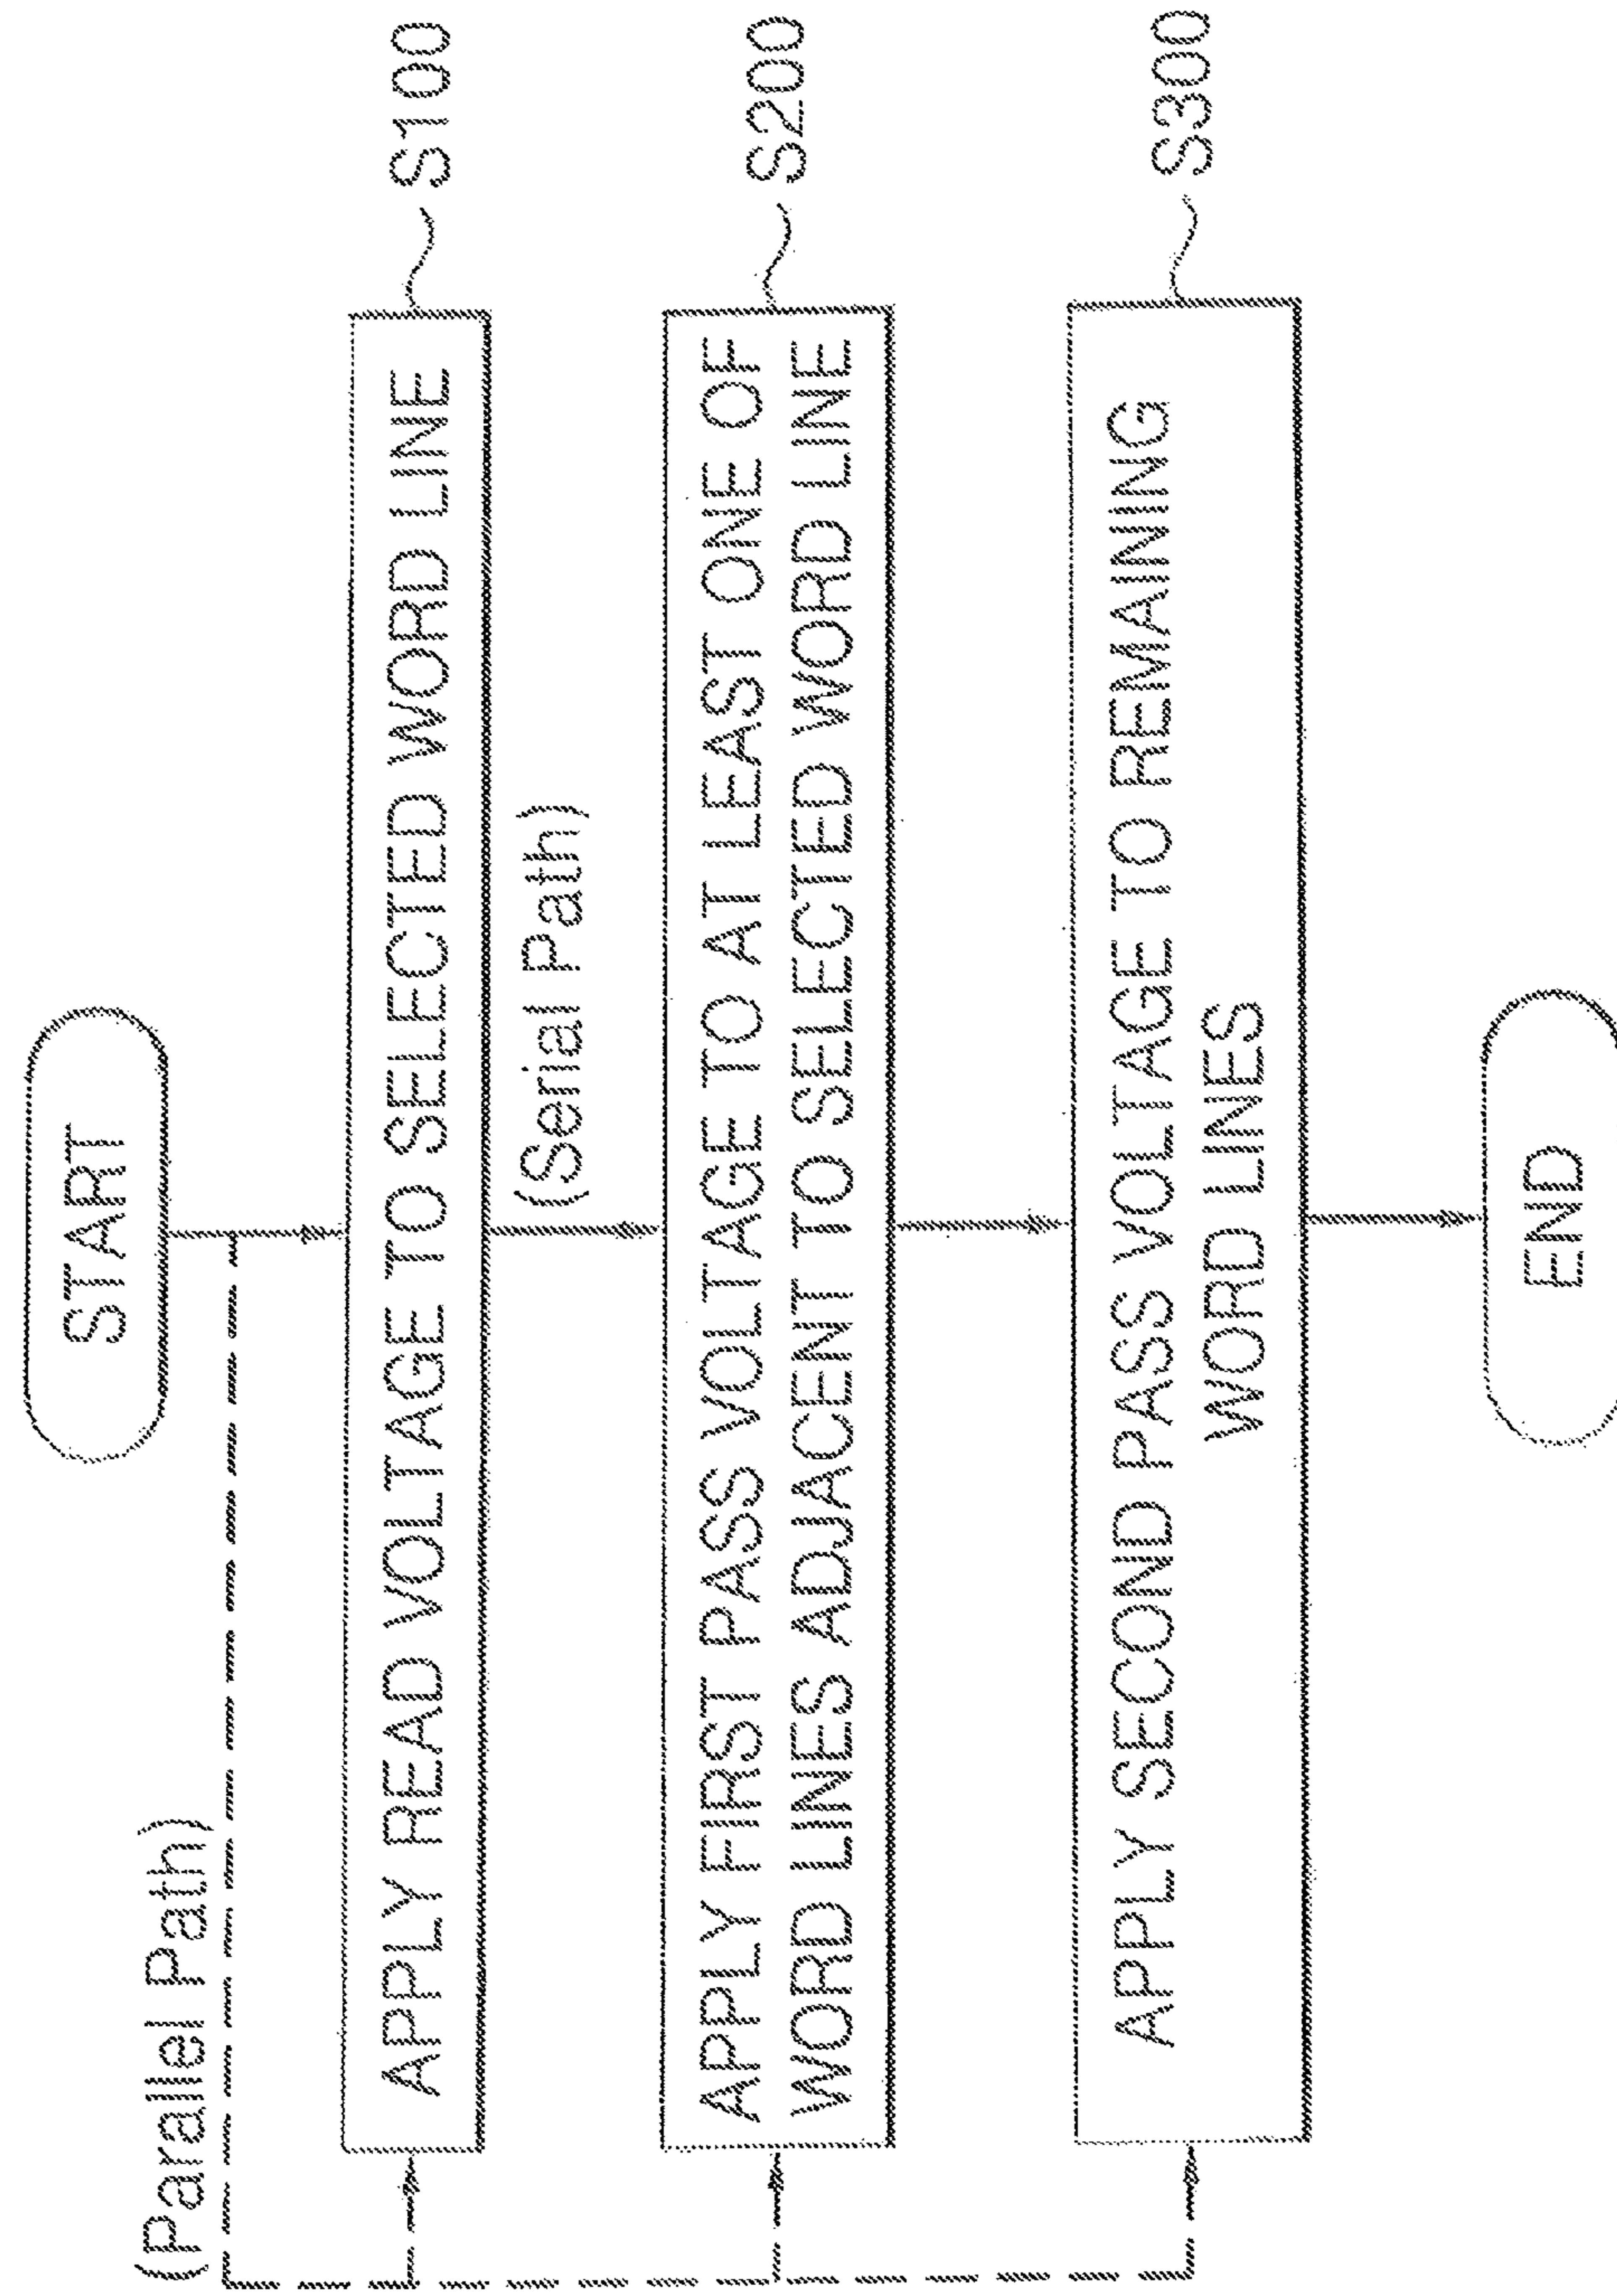 START
(Parallel Path)
APPLY READ VOLTAGE TO SELECTED WORD LINE
S100
(Serial Path)
APPLY FIRST PASS VOLTAGE TO AT LEAST ONE OF
WORD LINES ADJACENT TO SELECTED WORD LINE
S200
APPLY SECOND PASS VOLTAGE TO REMAINING
WORD LINES
S300
END